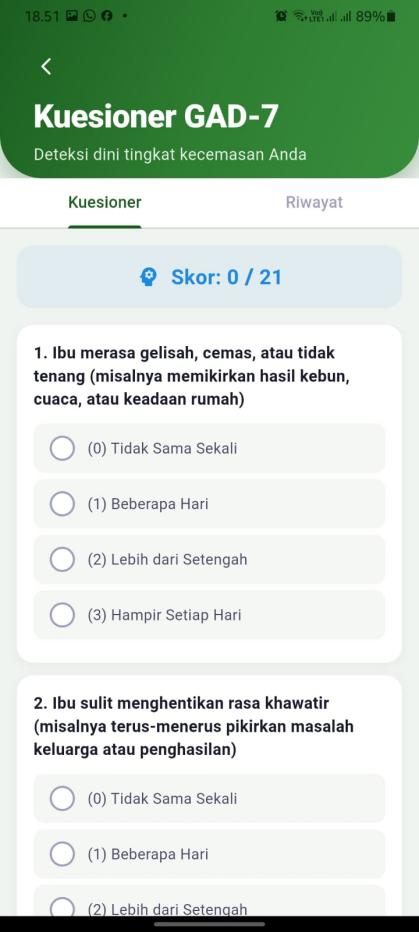 18.51
VoB
LTE1
89%
Kuesioner GAD-7
Deteksi dini tingkat kecemasan Anda
Kuesioner
Riwayat
Skor: 0 / 21
1. Ibu merasa gelisah, cemas, atau tidak
tenang (misalnya memikirkan hasil kebun,
cuaca, atau keadaan rumah)
(0) Tidak Sama Sekali
(1) Beberapa Hari
(2) Lebih dari Setengah
(3) Hampir Setiap Hari
2. Ibu sulit menghentikan rasa khawatir
(misalnya terus-menerus pikirkan masalah
keluarga atau penghasilan)
(0) Tidak Sama Sekali
(1) Beberapa Hari
(2) Lebih dari Setengah